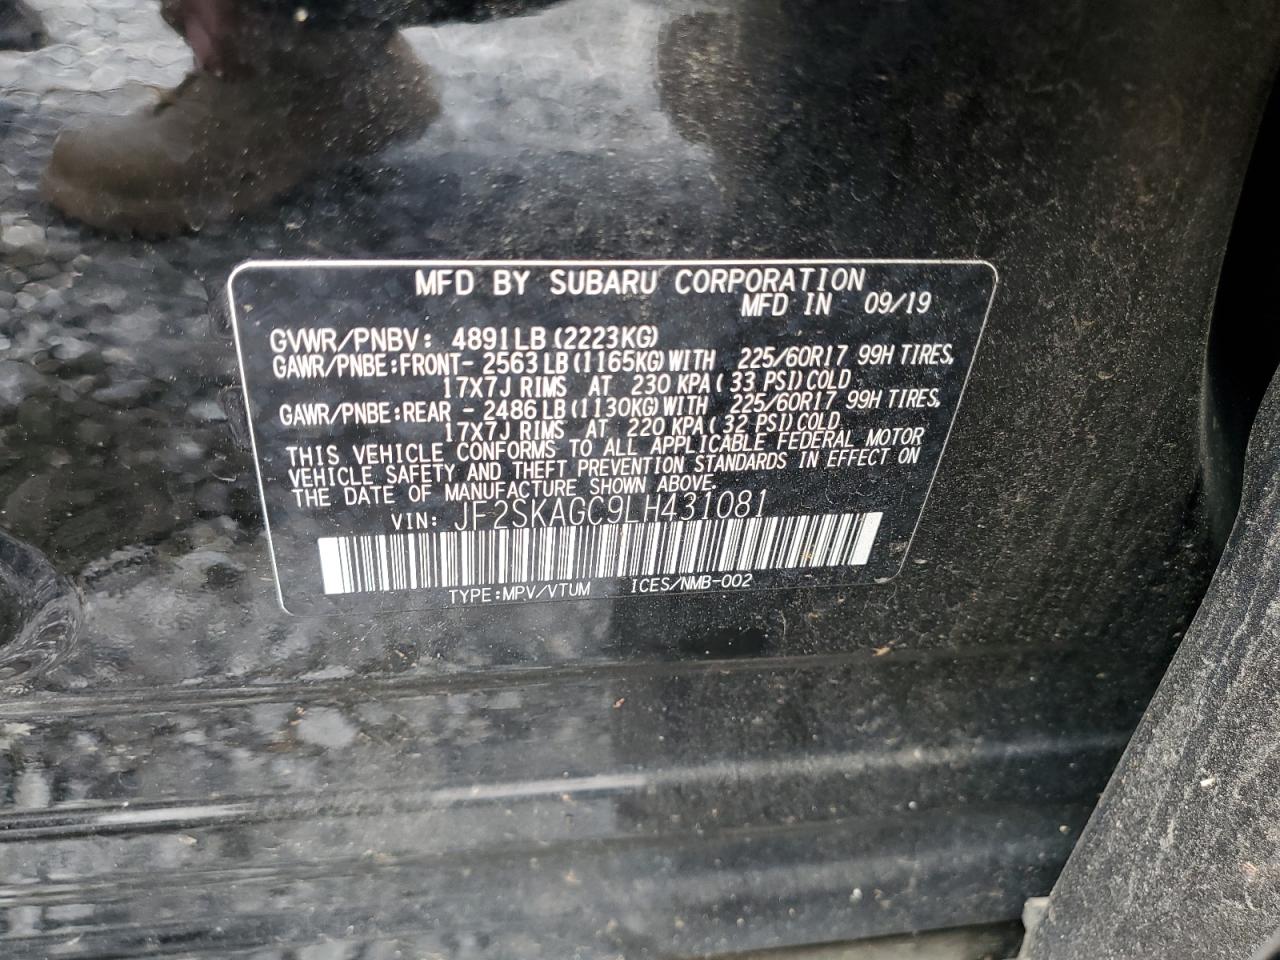 MFD BY SUBARU CORPORATION
MFD IN 09/19
GVWR/PNBV: 4891LB (2223KG)
GAWR/PNBE:FRONT- 2563 LB (1165KG) WITH 225/60R17 99H TIRES,
17X7J RIMS AT 230 KPA ( 33 PSI) COLD
GAWR/PNBE:REAR - 2486 LB (1130KG) WITH 225/60R17 99H TIRES,
17X7J RIMS AT 220 KPA ( 32 PSI) COLD
THIS VEHICLE CONFORMS TO ALL APPLICABLE FEDERAL MOTOR
VEHICLE SAFETY AND THEFT PREVENTION STANDARDS IN EFFECT ON
THE DATE OF MANUFACTURE SHOWN ABOVE.
VIN: JF2SKAGC9LH431081
TYPE:MPV/VTUM ICES/NMB-002